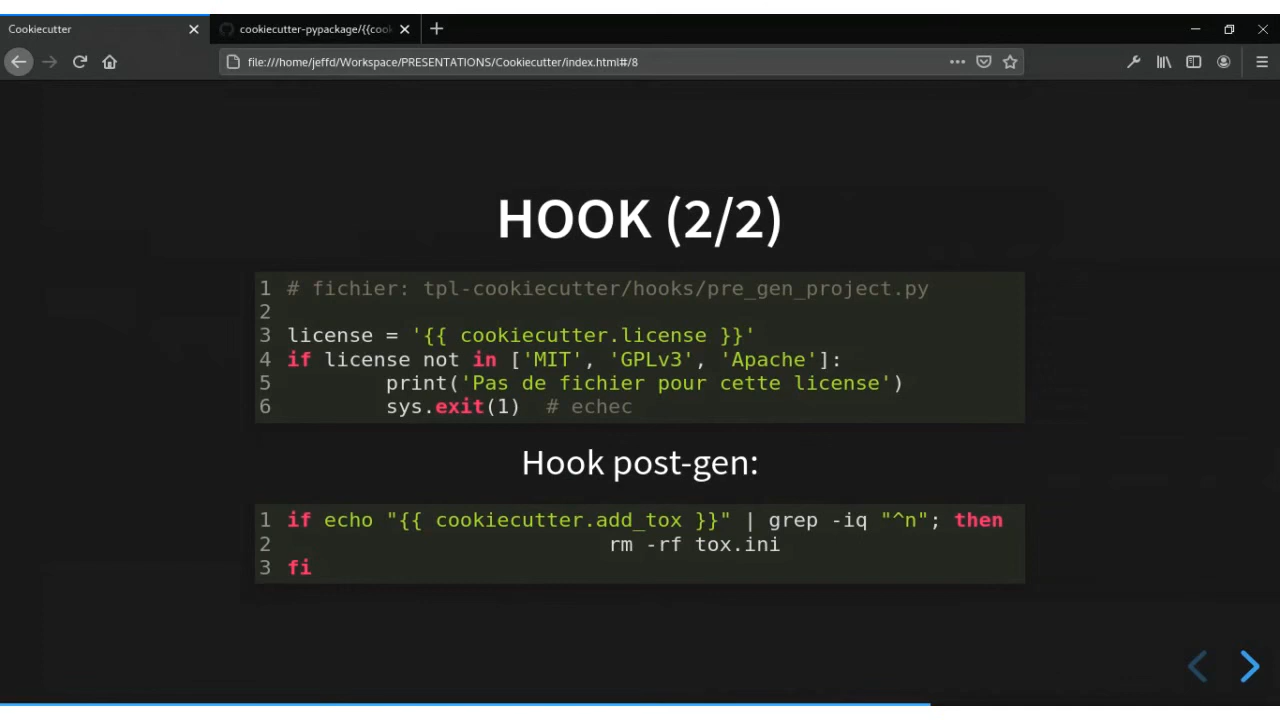 Cookiecutter
cookiecutter-pypackage/{{cool
file:///home/jeffd/Workspace/PRESENTATIONS/Cookiecutter/index.html#/8
HOOK (2/2)
1 # fichier: tpl-cookiecutter/hooks/pre_gen_project.py
2
3 license = '{{ cookiecutter.license }}'
4 if license not in ['MIT', 'GPLv3', 'Apache']:
5 print('Pas de fichier pour cette license')
6 sys.exit(1) # echec
Hook post-gen:
1 if echo "{{ cookiecutter.add_tox }}" | grep -iq "^n"; then
2 rm -rf tox.ini
3 fi